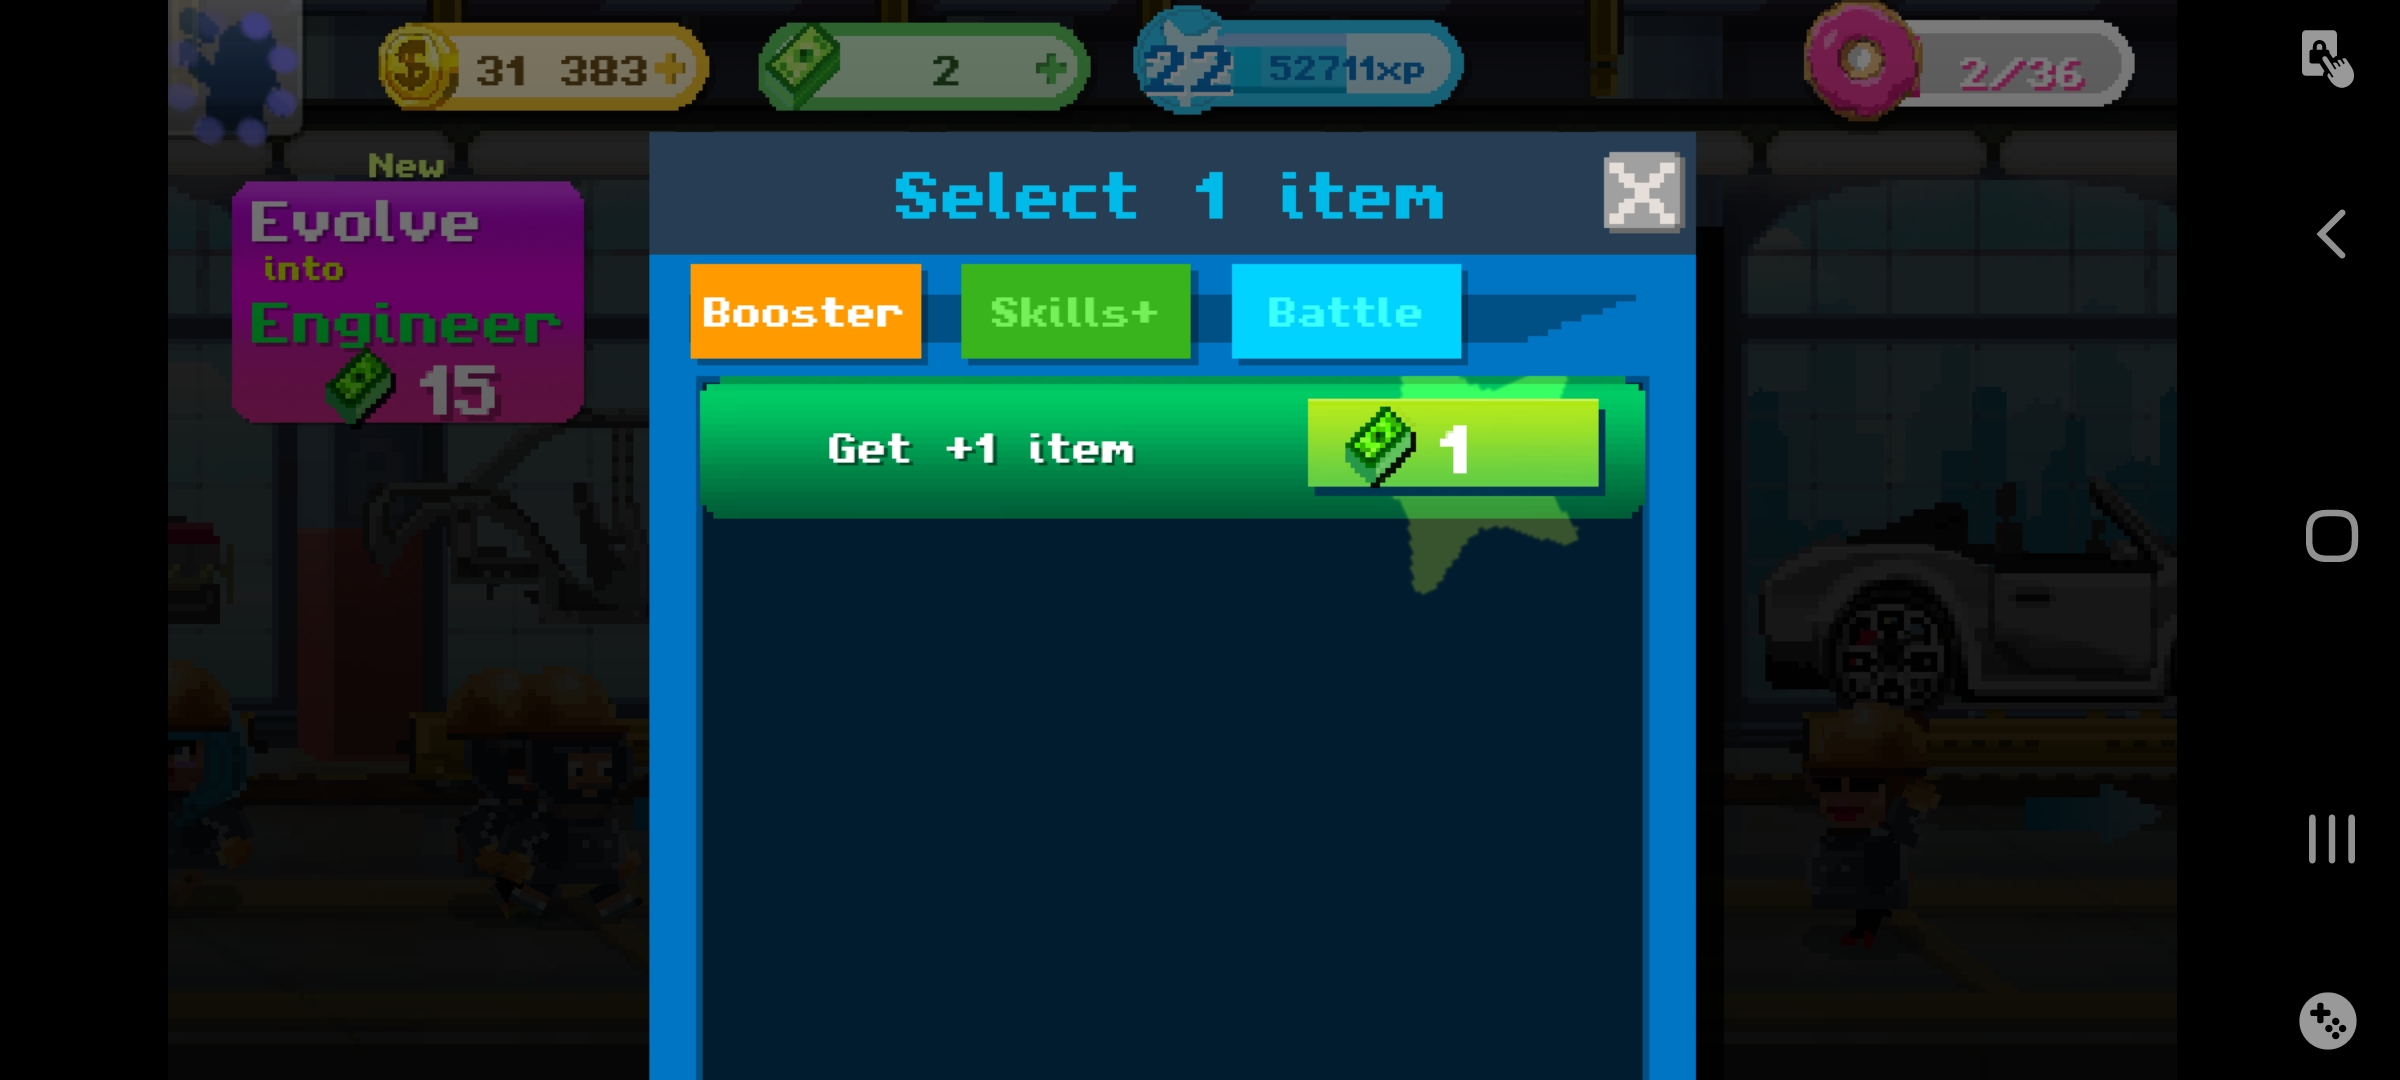 31 383
2
22 52711xp
2/36
New
Evolve
into
Engineer
15
Select 1 item
Booster Skills+ Battle
Get +1 item 1